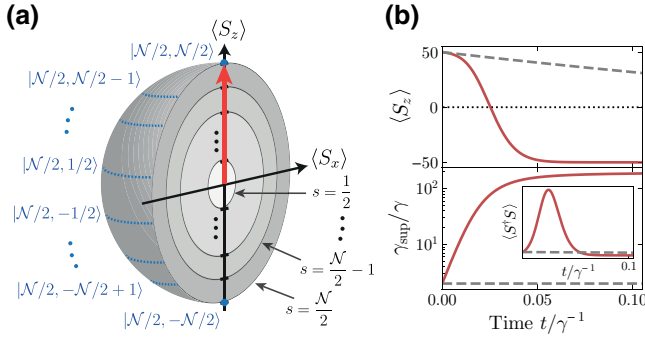 (a)
⟨S_z⟩
|𝒩/2, 𝒩/2⟩
|𝒩/2, 𝒩/2 − 1⟩
|𝒩/2, 1/2⟩
⟨S_x⟩
s = 1/2
|𝒩/2, −1/2⟩
s = 𝒩/2 − 1
|𝒩/2, −𝒩/2 + 1⟩
s = 𝒩/2
|𝒩/2, −𝒩/2⟩
(b)
50
0
−50
⟨S_z⟩
10²
10¹
γ_sup/γ
⟨S†S⟩
t/γ⁻¹
0.1
0.00
0.05
0.10
Time t/γ⁻¹